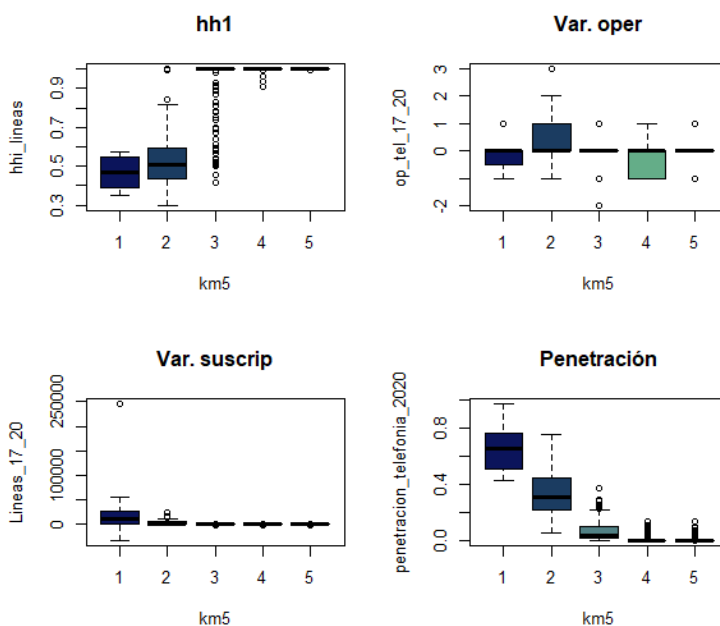 hh1
hhi_lineas
0.3 0.5 0.7 0.9
1 2 3 4 5
km5
Var. oper
op_tel_17_20
-2 0 1 2 3
1 2 3 4 5
km5
Var. suscrip
Lineas_17_20
0 100000 250000
1 2 3 4 5
km5
Penetración
penetracion_telefonia_2020
0.0 0.4 0.8
1 2 3 4 5
km5